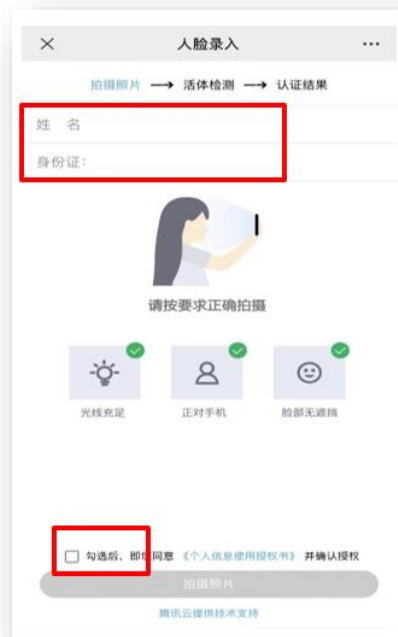 人脸录入
拍摄照片 → 活体检测 → 认证结果
姓 名
身份证：
请按要求正确拍摄
光线充足 正对手机 脸部无遮挡
勾选后，即您同意 《个人信息使用授权书》 并确认授权
拍摄照片
腾讯云提供技术支持